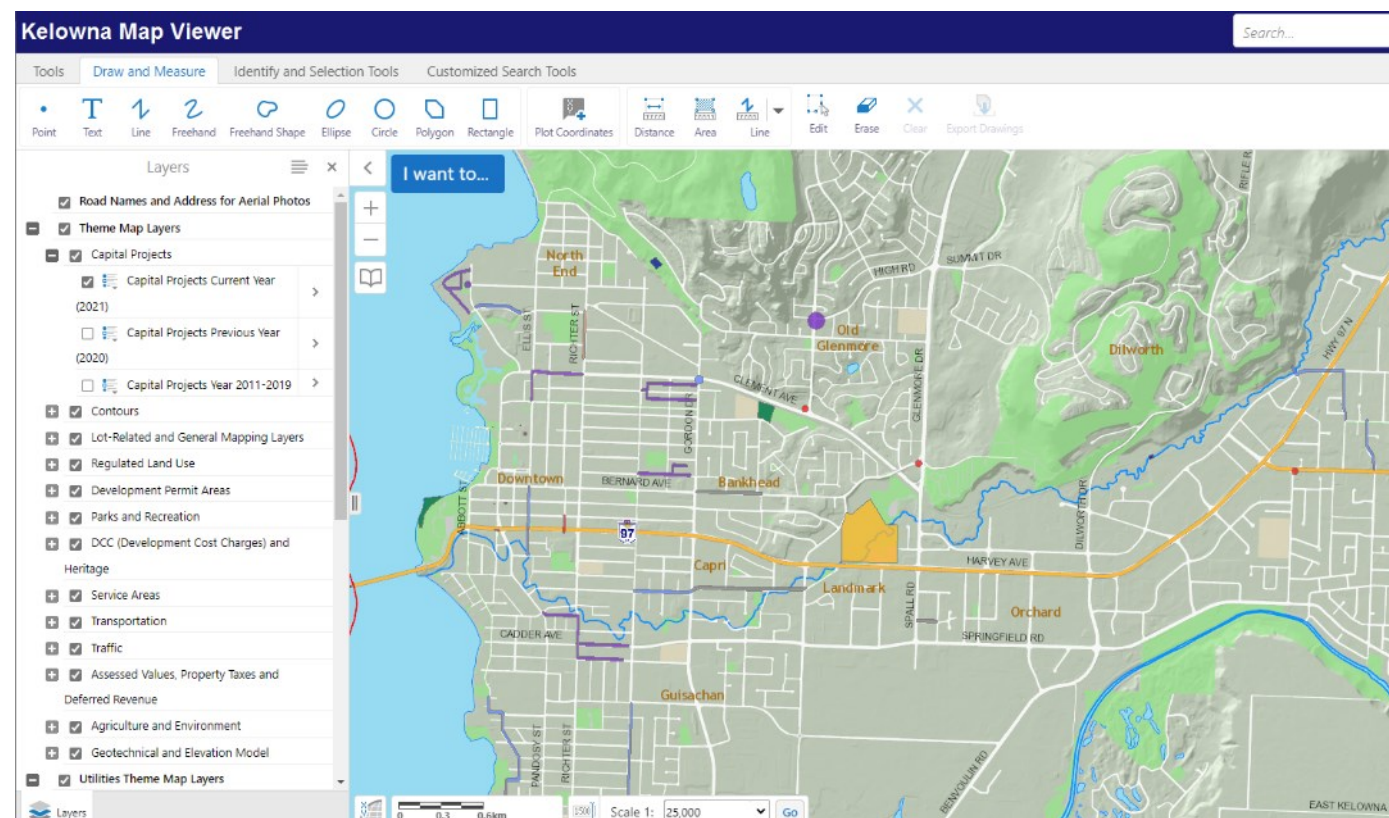 Kelowna Map Viewer
Search...
Tools Draw and Measure Identify and Selection Tools Customized Search Tools
Point Text Line Freehand Freehand Shape Ellipse Circle Polygon Rectangle Plot Coordinates Distance Area Line Edit Erase Clear Export Drawings
Layers
Road Names and Address for Aerial Photos
Theme Map Layers
Capital Projects
Capital Projects Current Year
(2021)
Capital Projects Previous Year
(2020)
Capital Projects Year 2011-2019
Contours
Lot-Related and General Mapping Layers
Regulated Land Use
Development Permit Areas
Parks and Recreation
DCC (Development Cost Charges) and
Heritage
Service Areas
Transportation
Traffic
Assessed Values, Property Taxes and
Deferred Revenue
Agriculture and Environment
Geotechnical and Elevation Model
Utilities Theme Map Layers
Layers
I want to...
RIFLE R
North
End
SUMMIT DR
HIGH RD
ELLIS ST
RICHTER ST
Old
Glenmore
Dilworth
HWY 97 N
CLEMENT AVE
GLENMORE DR
GORDON DR
Downtown
BERNARD AVE
Bankhead
ABBOTT ST
DILWORTH DR
97
Capri
HARVEY AVE
Landmark
SPALL RD
Orchard
CADDER AVE
SPRINGFIELD RD
Guisachan
PANDOSY ST
RICHTER ST
BENVOULIN RD
EAST KELOWNA
0 0.3 0.6km
Scale 1: 25,000 Go